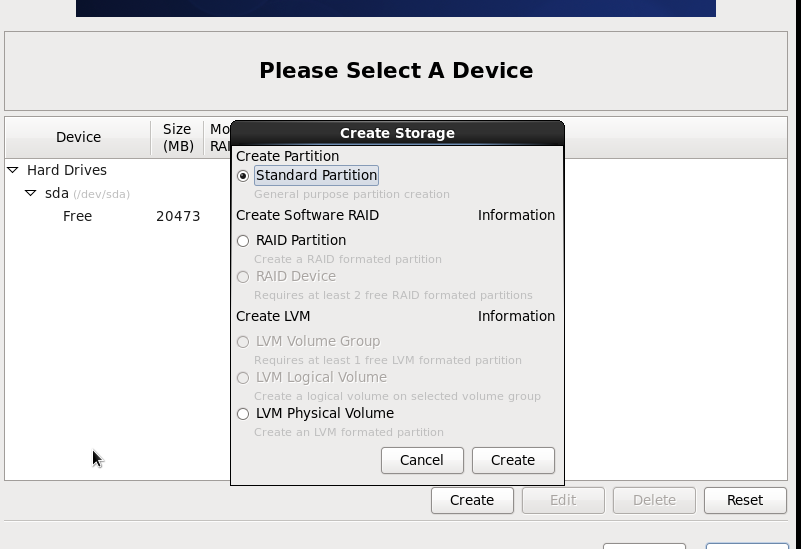 Please Select A Device
Device
Size
(MB)
Mo
RAI
Hard Drives
sda (/dev/sda)
Free 20473
Create Storage
Create Partition
Standard Partition
General purpose partition creation
Create Software RAID Information
RAID Partition
Create a RAID formated partition
RAID Device
Requires at least 2 free RAID formated partitions
Create LVM Information
LVM Volume Group
Requires at least 1 free LVM formated partition
LVM Logical Volume
Create a logical volume on selected volume group
LVM Physical Volume
Create an LVM formated partition
Cancel Create
Create Edit Delete Reset